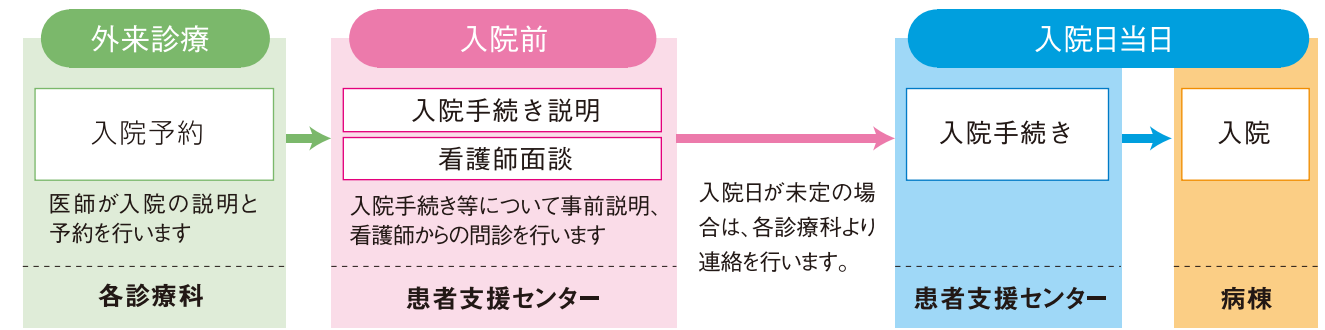 外来診療
入院予約
医師が入院の説明と
予約を行います
各診療科
入院前
入院手続き説明
看護師面談
入院手続き等について事前説明、
看護師からの問診を行います
患者支援センター
入院日が未定の場
合は、各診療科より
連絡を行います。
入院日当日
入院手続き
患者支援センター
入院
病棟